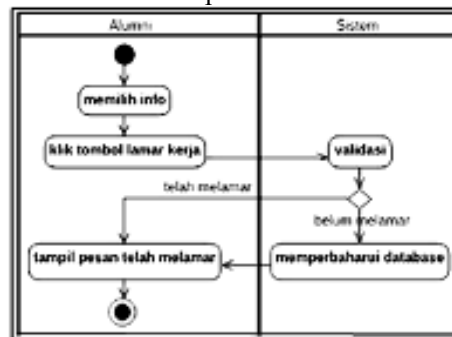 Alumni
Sistem
memilih info
klik tombol lamar kerja
validasi
telah melamar
belum melamar
tampil pesan telah melamar
memperbaharui database